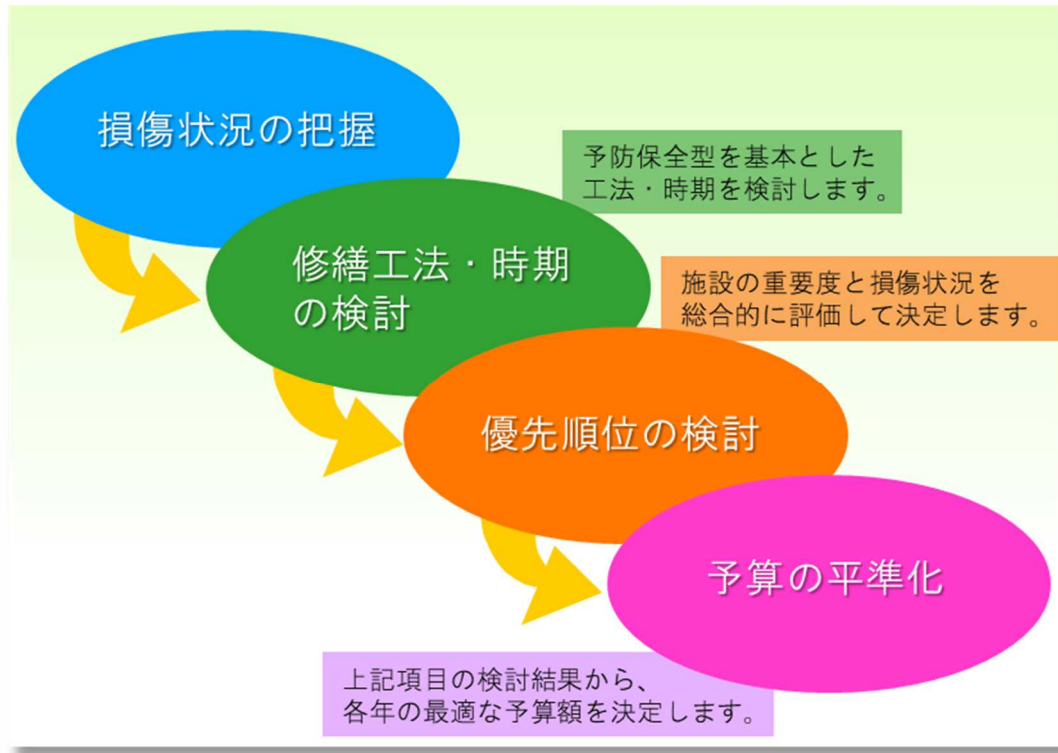 損傷状況の把握
予防保全型を基本とした
工法・時期を検討します。
修繕工法・時期
の検討
施設の重要度と損傷状況を
総合的に評価して決定します。
優先順位の検討
予算の平準化
上記項目の検討結果から、
各年の最適な予算額を決定します。